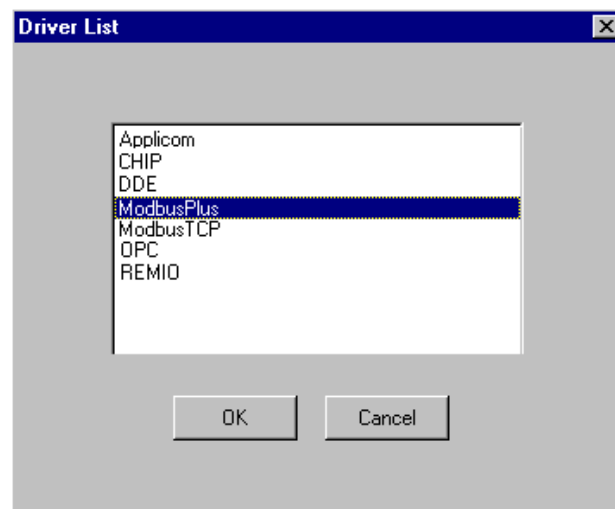 Driver List
Applicom
CHIP
DDE
ModbusPlus
ModbusTCP
OPC
REMIO
OK Cancel